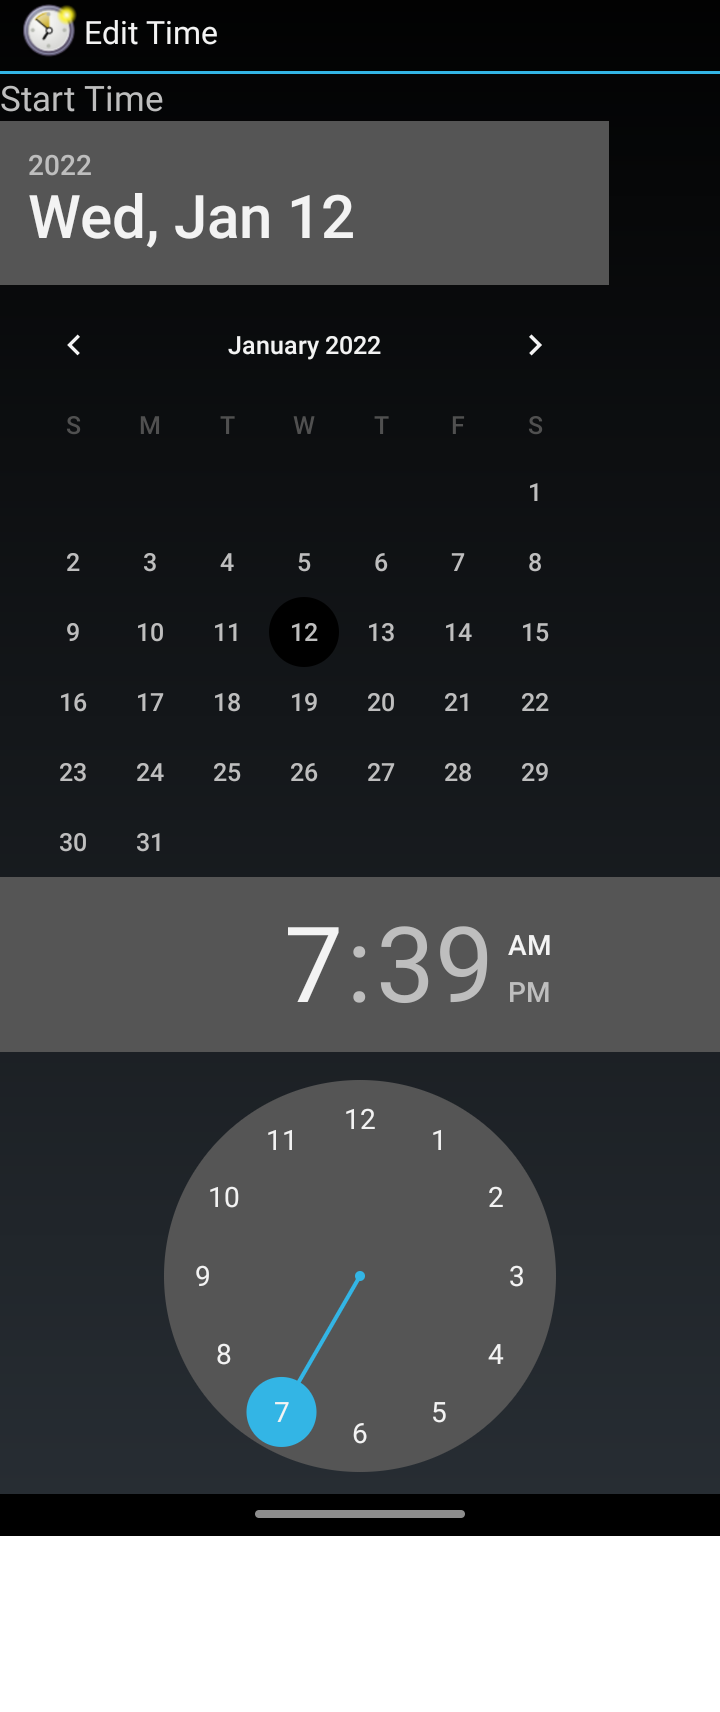 Edit Time
Start Time
2022
Wed, Jan 12
January 2022
S M T W T F S
1
2 3 4 5 6 7 8
9 10 11 12 13 14 15
16 17 18 19 20 21 22
23 24 25 26 27 28 29
30 31
7:39 AM
PM
12
11 1
10 2
9 3
8 4
7 5
6